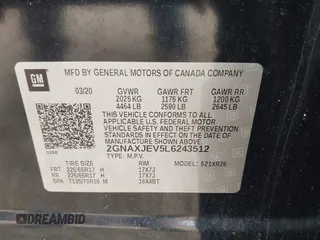 GM
MFD BY GENERAL MOTORS OF CANADA COMPANY
03/20 GVWR GAWR FRT GAWR RR
2025 KG 1175 KG 1200 KG
4464 LB 2590 LB 2645 LB
THIS VEHICLE CONFORMS TO ALL APPLICABLE
U.S. FEDERAL MOTOR VEHICLE SAFETY, BUMPER,
AND THEFT PREVENTION STANDARDS IN EFFECT ON
THE DATE OF MANUFACTURE SHOWN ABOVE.
2GNAXJEV5L6243512
TYPE: M.P.V. MODEL: S21XR26
TIRE SIZE RIM
FRT 225/65R17 H 17X7J
RR 225/65R17 H 17X7J
SPA T135/70R16 M 16X4BT
DREAMBID